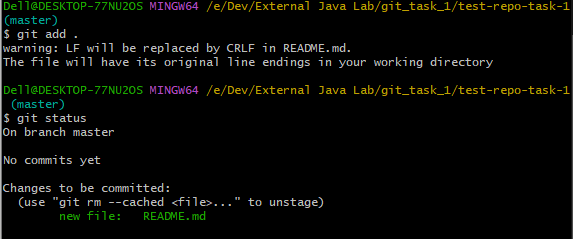 Dell@DESKTOP-77NU2OS MINGW64 /e/Dev/External Java Lab/git_task_1/test-repo-task-1
(master)
$ git add .
warning: LF will be replaced by CRLF in README.md.
The file will have its original line endings in your working directory
Dell@DESKTOP-77NU2OS MINGW64 /e/Dev/External Java Lab/git_task_1/test-repo-task-1
(master)
$ git status
On branch master
No commits yet
Changes to be committed:
(use "git rm --cached <file>..." to unstage)
new file: README.md